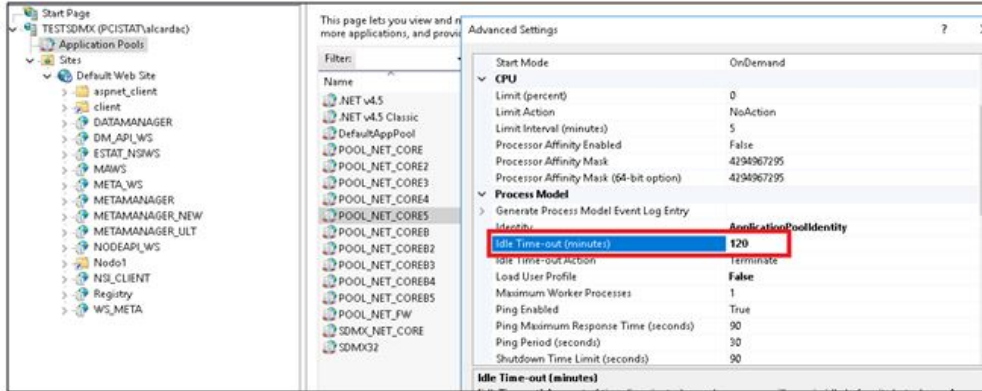 Start Page
TESTSDMX (PCISTAT\alcardac)
Application Pools
Sites
Default Web Site
aspnet_client
client
DATAMANAGER
DM_API_WS
ESTAT_NSIWS
MAWS
META_WS
METAMANAGER
METAMANAGER_NEW
METAMANAGER_ULT
NODEAPI_WS
Nodo1
NSI_CLIENT
Registry
WS_META
This page lets you view and
more applications, and
Filter:
Name
.NET v4.5
.NET v4.5 Classic
DefaultAppPool
POOL_NET_CORE
POOL_NET_CORE2
POOL_NET_CORE3
POOL_NET_CORE4
POOL_NET_CORE5
POOL_NET_COREB
POOL_NET_COREB2
POOL_NET_COREB3
POOL_NET_COREB4
POOL_NET_COREB5
POOL_NET_FW
SDMX_NET_CORE
SDMX32
Advanced Settings ?
Start Mode OnDemand
CPU
Limit (percent) 0
Limit Action NoAction
Limit Interval (minutes) 5
Processor Affinity Enabled False
Processor Affinity Mask 4294967295
Processor Affinity Mask (64-bit option) 4294967295
Process Model
Generate Process Model Event Log Entry
Identity ApplicationPoolIdentity
Idle Time-out (minutes) 120
Idle Time-out Action Terminate
Load User Profile False
Maximum Worker Processes 1
Ping Enabled True
Ping Maximum Response Time (seconds) 90
Ping Period (seconds) 30
Shutdown Time Limit (seconds) 90
Idle Time-out (minutes)